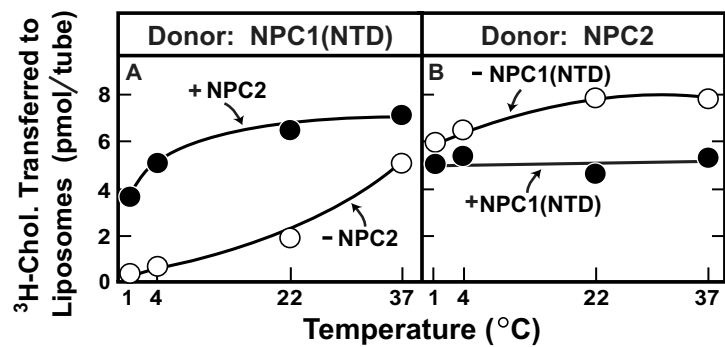 Donor: NPC1(NTD)
Donor: NPC2
³H-Chol. Transferred to
Liposomes (pmol/tube)
A
+ NPC2
- NPC2
8
6
4
2
0
1 4 22 37
B
- NPC1(NTD)
+NPC1(NTD)
1 4 22 37
Temperature (°C)